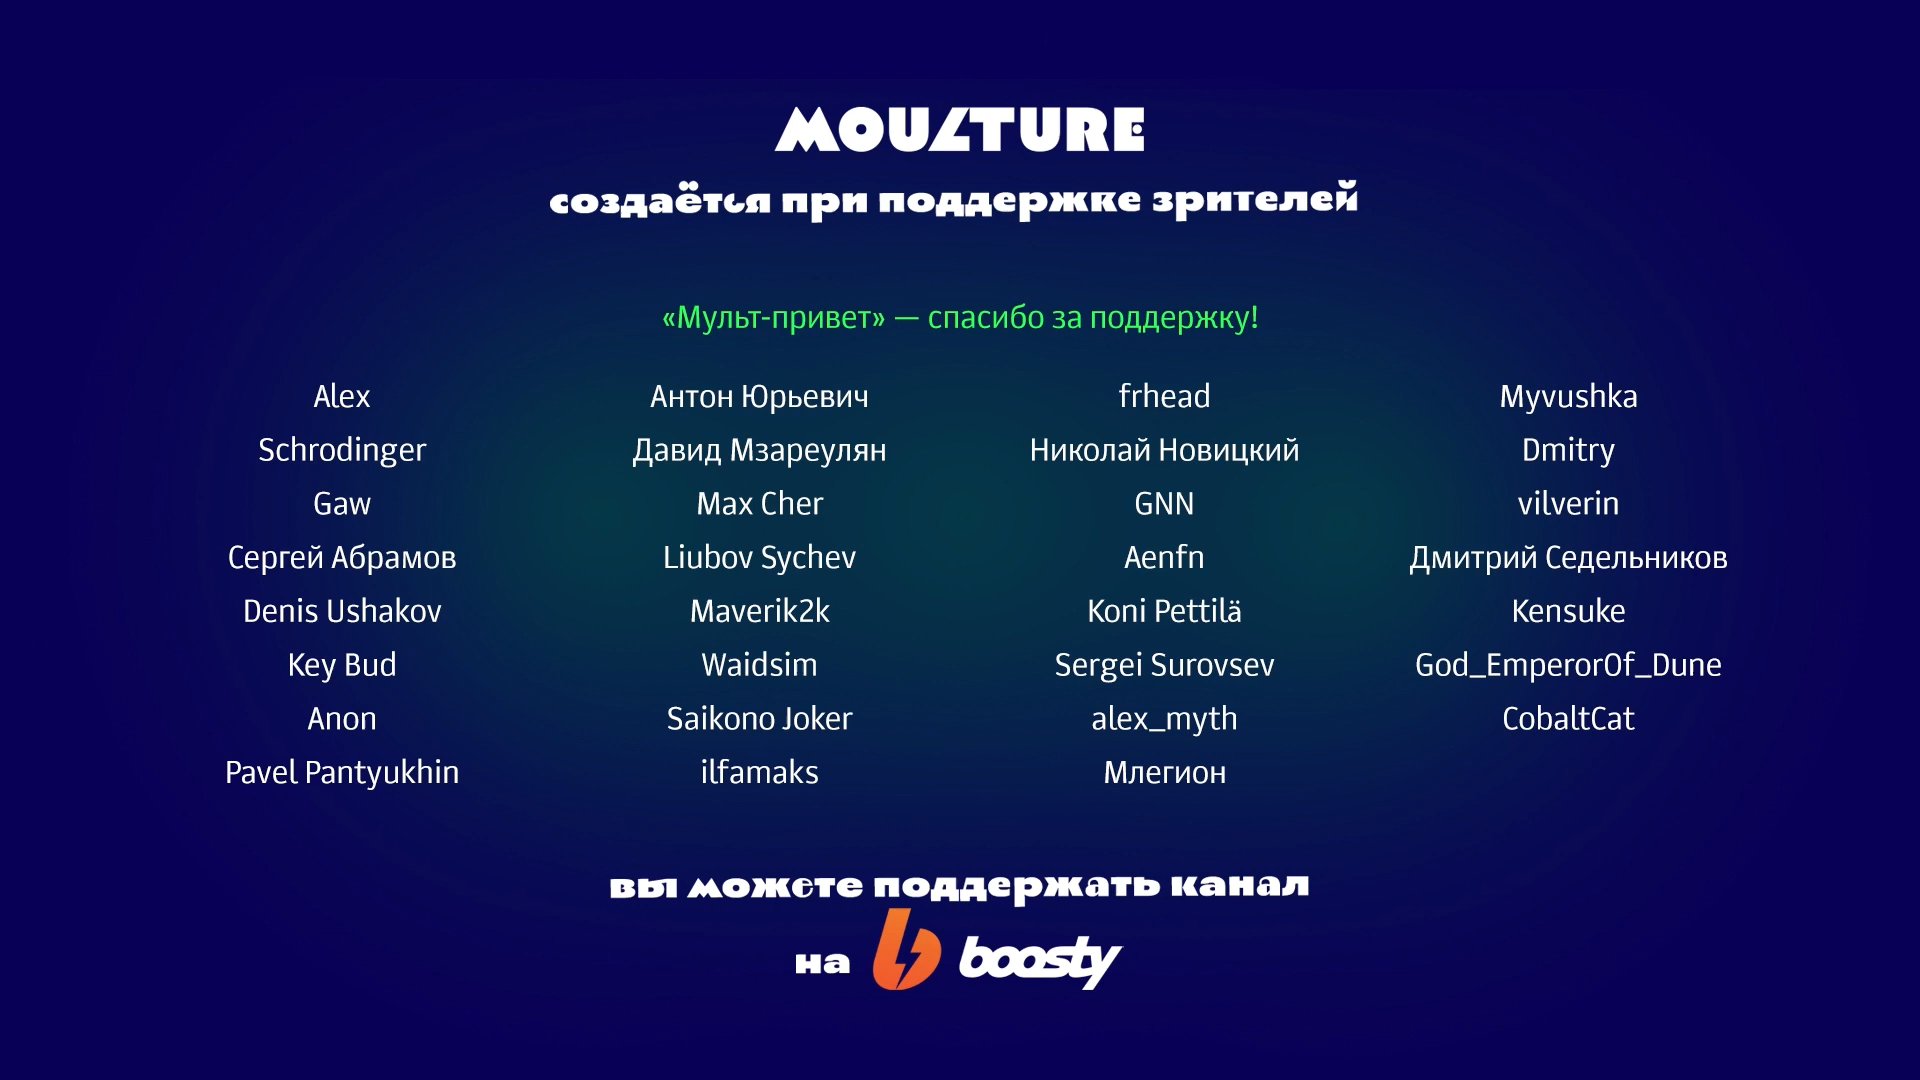 MOULTURE
создаётся при поддержке зрителей
«Мульт-привет» — спасибо за поддержку!
Alex Антон Юрьевич frhead Myvushka
Schrodinger Давид Мзареулян Николай Новицкий Dmitry
Gaw Max Cher GNN vilverin
Сергей Абрамов Liubov Sychev Aenfn Дмитрий Седельников
Denis Ushakov Maverik2k Koni Pettilä Kensuke
Key Bud Waidsim Sergei Surovsev God_EmperorOf_Dune
Anon Saikono Joker alex_myth CobaltCat
Pavel Pantyukhin ilfamaks Млегион
вы можете поддержать канал
на boosty